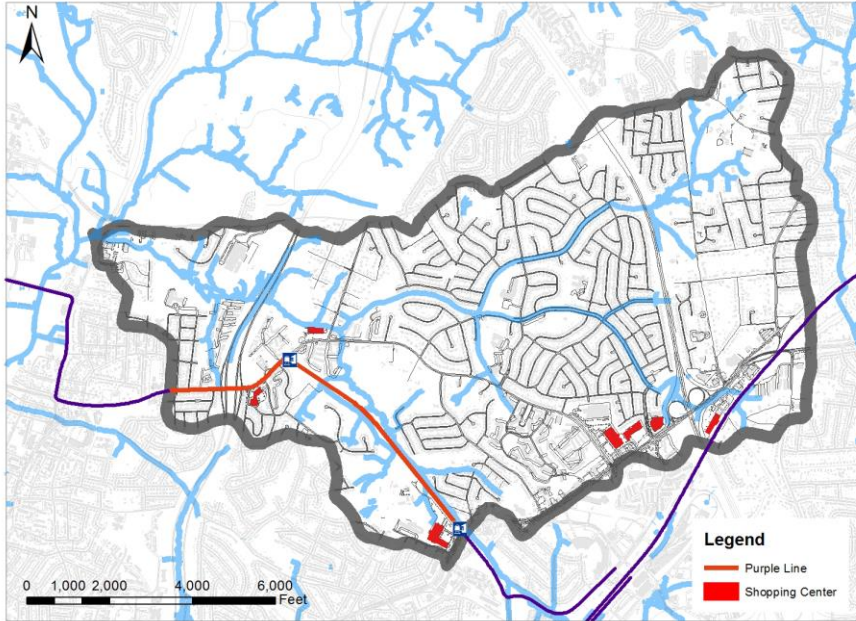 N
Legend
Purple Line
Shopping Center
0 1,000 2,000 4,000 6,000
Feet